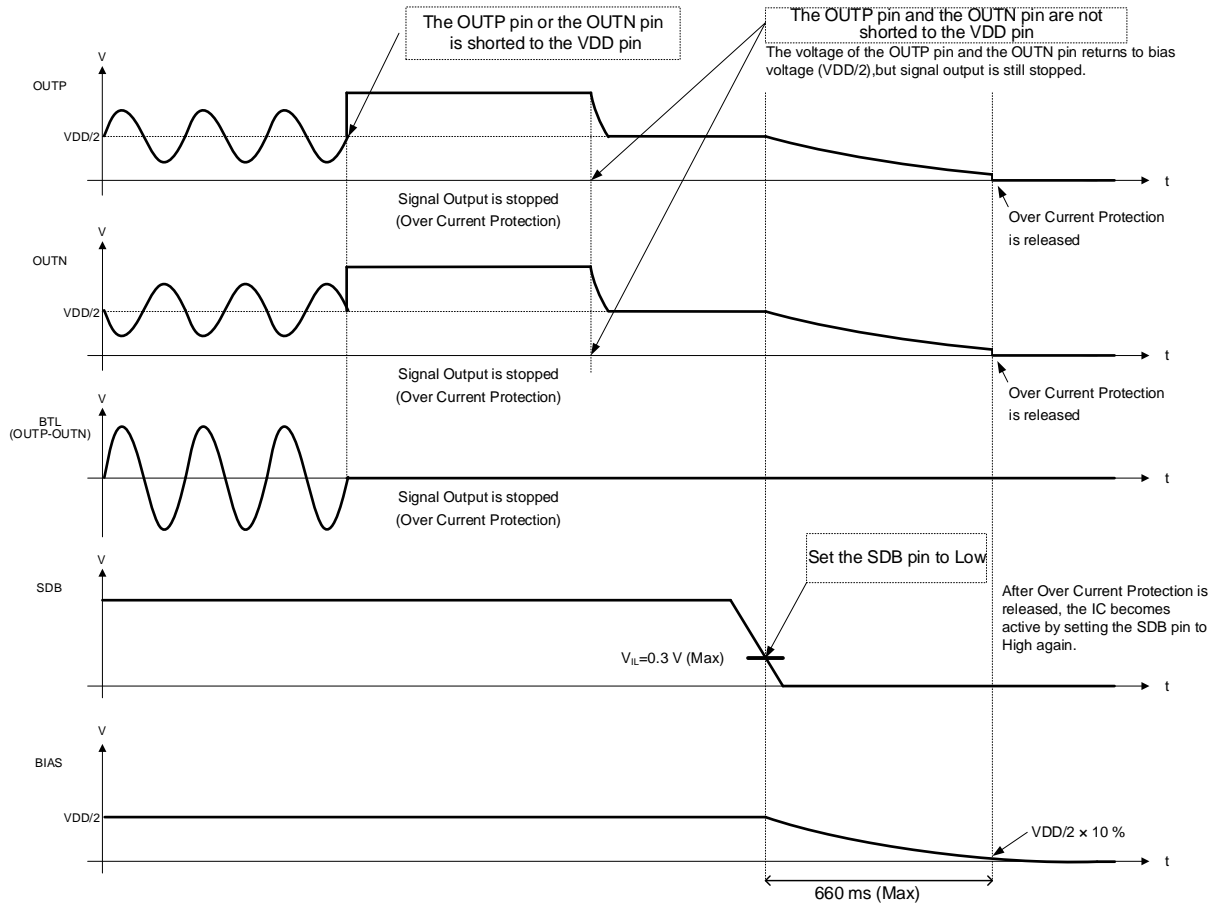 The OUTP pin or the OUTN pin
is shorted to the VDD pin
The OUTP pin and the OUTN pin are not
shorted to the VDD pin
The voltage of the OUTP pin and the OUTN pin returns to bias
voltage (VDD/2),but signal output is still stopped.
V
OUTP
VDD/2
t
Signal Output is stopped
(Over Current Protection)
Over Current Protection
is released
V
OUTN
VDD/2
t
Signal Output is stopped
(Over Current Protection)
Over Current Protection
is released
V
BTL
(OUTP-OUTN)
t
Signal Output is stopped
(Over Current Protection)
V
SDB
Set the SDB pin to Low
After Over Current Protection is
released, the IC becomes
active by setting the SDB pin to
High again.
VIL=0.3 V (Max)
t
V
BIAS
VDD/2
VDD/2 × 10 %
t
660 ms (Max)